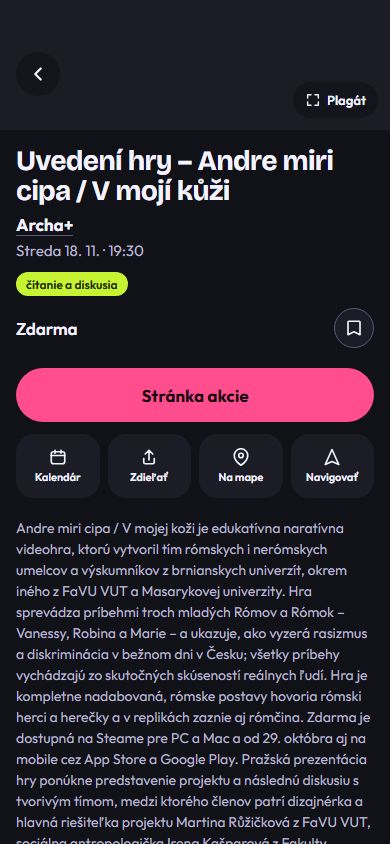 Plagát
Uvedení hry – Andre miri
cipa / V mojí kůži
Archa+
Streda 18. 11. · 19:30
čítanie a diskusia
Zdarma
Stránka akcie
Kalendár
Zdieľať
Na mape
Navigovať
Andre miri cipa / V mojej koži je edukatívna naratívna
videohra, ktorú vytvoril tím rómskych i nerómskych
umelcov a výskumníkov z brnianskych univerzít, okrem
iného z FaVU VUT a Masarykovej univerzity. Hra
sprevádza príbehmi troch mladých Rómov a Rómok –
Vanessy, Robina a Marie – a ukazuje, ako vyzerá rasizmus
a diskriminácia v bežnom dni v Česku; všetky príbehy
vychádzajú zo skutočných skúseností reálnych ľudí. Hra je
kompletne nadabovaná, rómske postavy hovoria rómski
herci a herečky a v replikách zaznie aj rómčina. Zdarma je
dostupná na Steame pre PC a Mac a od 29. októbra aj na
mobile cez App Store a Google Play. Pražská prezentácia
hry ponúkne predstavenie projektu a následnú diskusiu s
tvorivým tímom, medzi ktorého členov patrí dizajnérka a
hlavná riešiteľka projektu Martina Růžičková z FaVU VUT,
sociálna antropologička Irena Kašparová z Fakulty